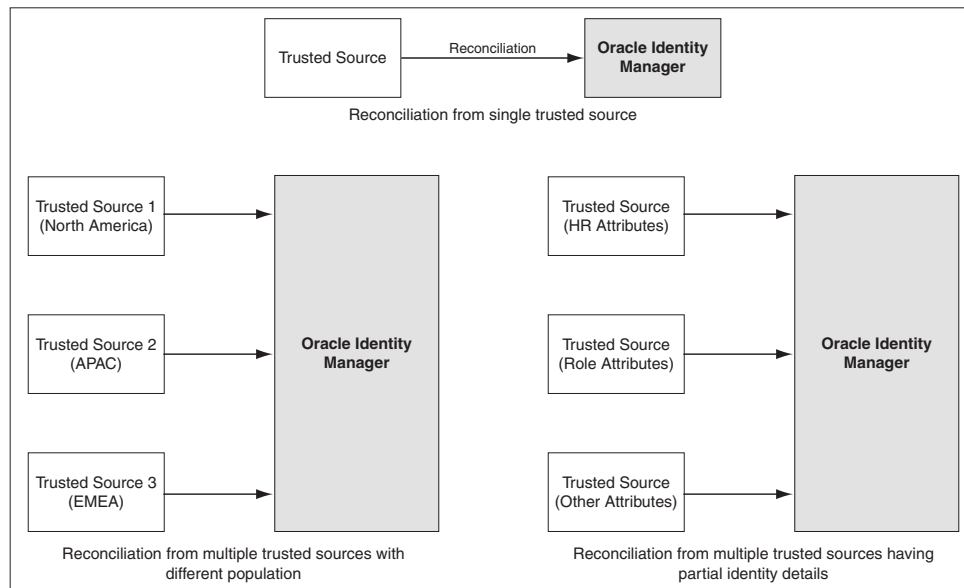 Trusted Source
Reconciliation
Oracle Identity
Manager
Reconciliation from single trusted source
Trusted Source 1
(North America)
Trusted Source 2
(APAC)
Trusted Source 3
(EMEA)
Oracle Identity
Manager
Reconciliation from multiple trusted sources with
different population
Trusted Source
(HR Attributes)
Trusted Source
(Role Attributes)
Trusted Source
(Other Attributes)
Oracle Identity
Manager
Reconciliation from multiple trusted sources having
partial identity details